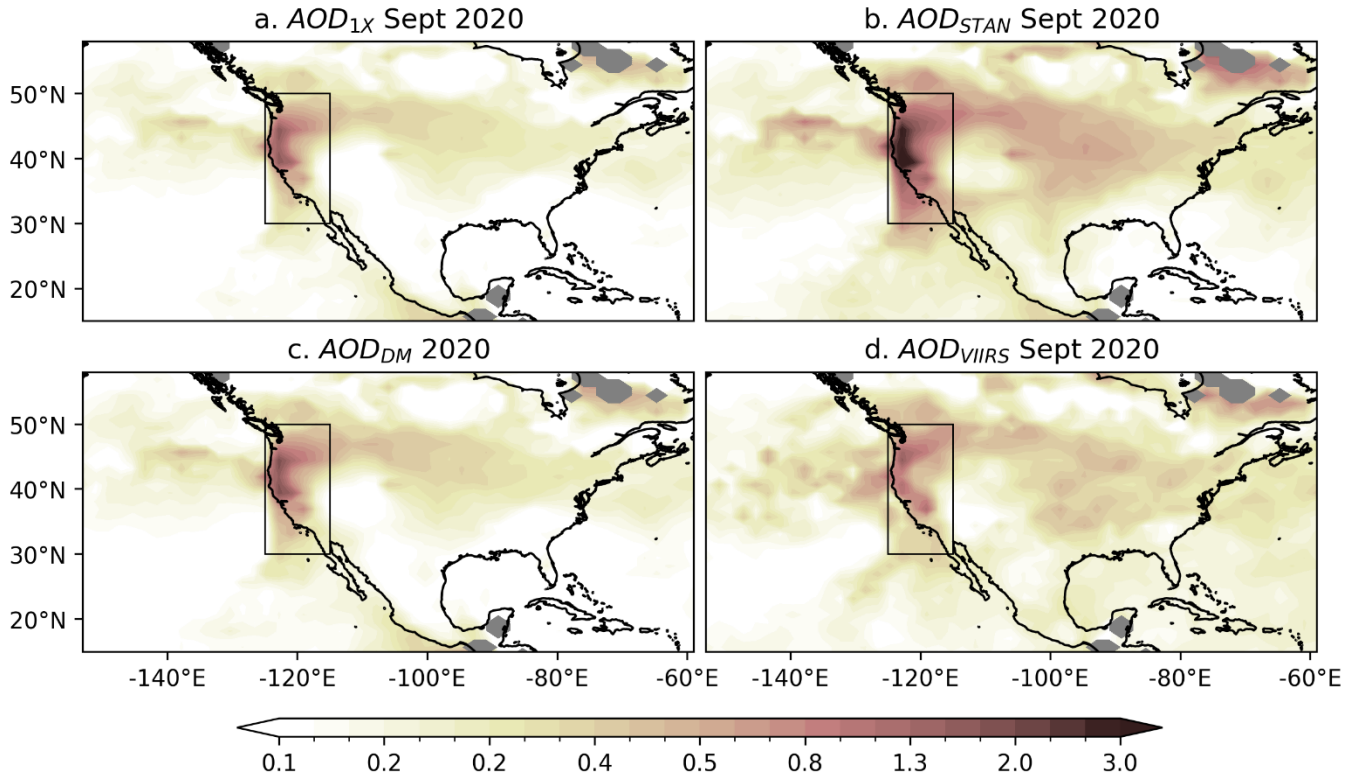 a. AOD1X Sept 2020
b. AODSTAN Sept 2020
50°N
40°N
30°N
20°N
c. AODDM 2020
d. AODVIIRS Sept 2020
50°N
40°N
30°N
20°N
-140°E -120°E -100°E -80°E -60°E
-140°E -120°E -100°E -80°E -60°E
0.1 0.2 0.2 0.4 0.5 0.8 1.3 2.0 3.0